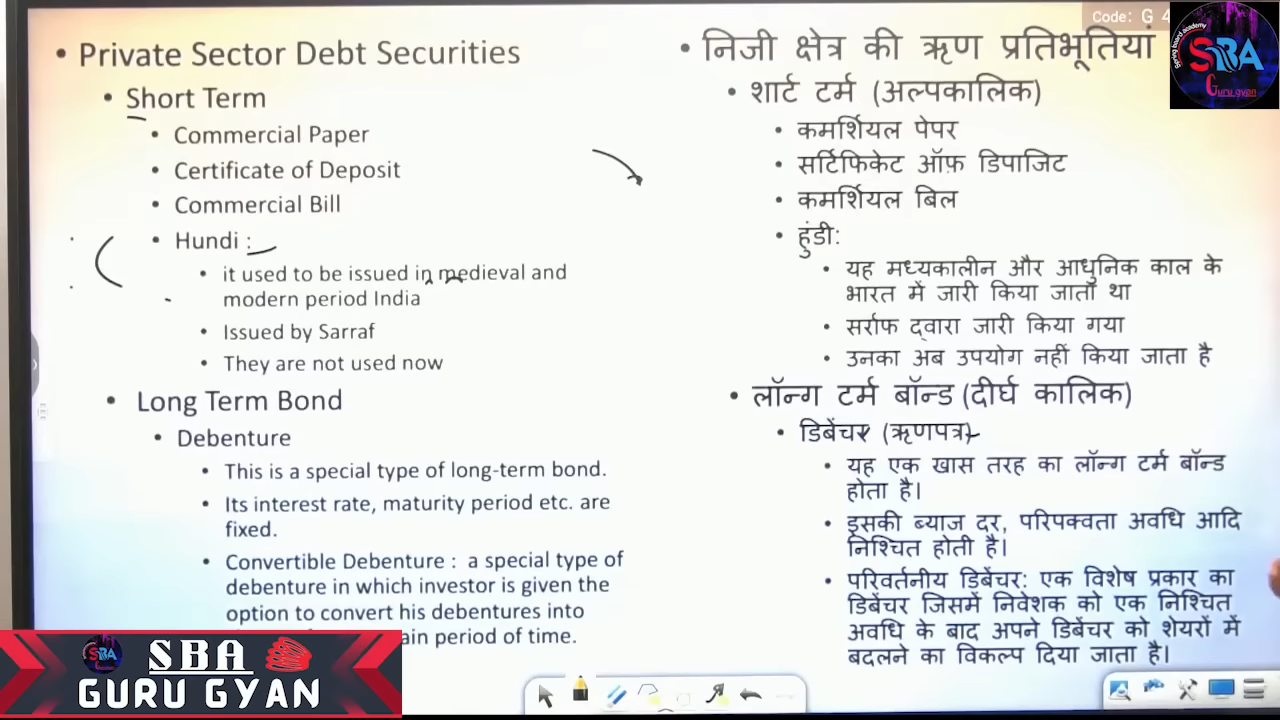 Code: G 4
• Private Sector Debt Securities
• Short Term
• Commercial Paper
• Certificate of Deposit
• Commercial Bill
• Hundi :
• it used to be issued in medieval and
modern period India
• Issued by Sarraf
• They are not used now
• Long Term Bond
• Debenture
• This is a special type of long-term bond.
• Its interest rate, maturity period etc. are
fixed.
• Convertible Debenture : a special type of
debenture in which investor is given the
option to convert his debentures into
ain period of time.
• निजी क्षेत्र की ऋण प्रतिभूतियां
• शार्ट टर्म (अल्पकालिक)
• कमर्शियल पेपर
• सर्टिफिकेट ऑफ़ डिपाजिट
• कमर्शियल बिल
• हुंडी:
• यह मध्यकालीन और आधुनिक काल के
भारत में जारी किया जाता था
• सर्राफ द्वारा जारी किया गया
• उनका अब उपयोग नहीं किया जाता है
• लॉन्ग टर्म बॉन्ड (दीर्घ कालिक)
• डिबेंचर (ऋणपत्र)
• यह एक खास तरह का लॉन्ग टर्म बॉन्ड
होता है।
• इसकी ब्याज दर, परिपक्वता अवधि आदि
निश्चित होती है।
• परिवर्तनीय डिबेंचर: एक विशेष प्रकार का
डिबेंचर जिसमें निवेशक को एक निश्चित
अवधि के बाद अपने डिबेंचर को शेयरों में
बदलने का विकल्प दिया जाता है।
SBA
Guru gyan
SBA
SBA
GURU GYAN